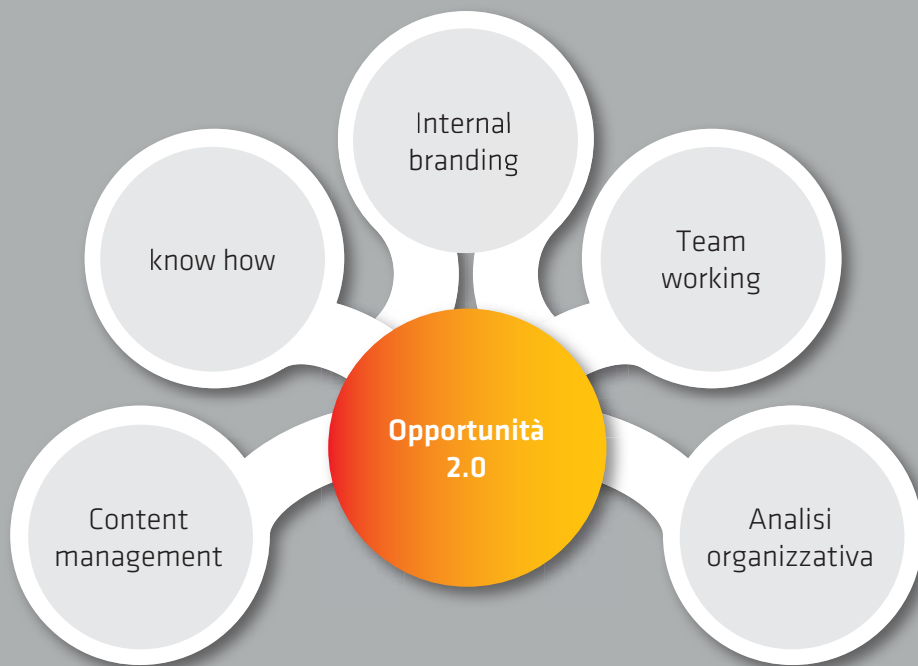 Internal
branding
know how
Team
working
Opportunità
2.0
Content
management
Analisi
organizzativa